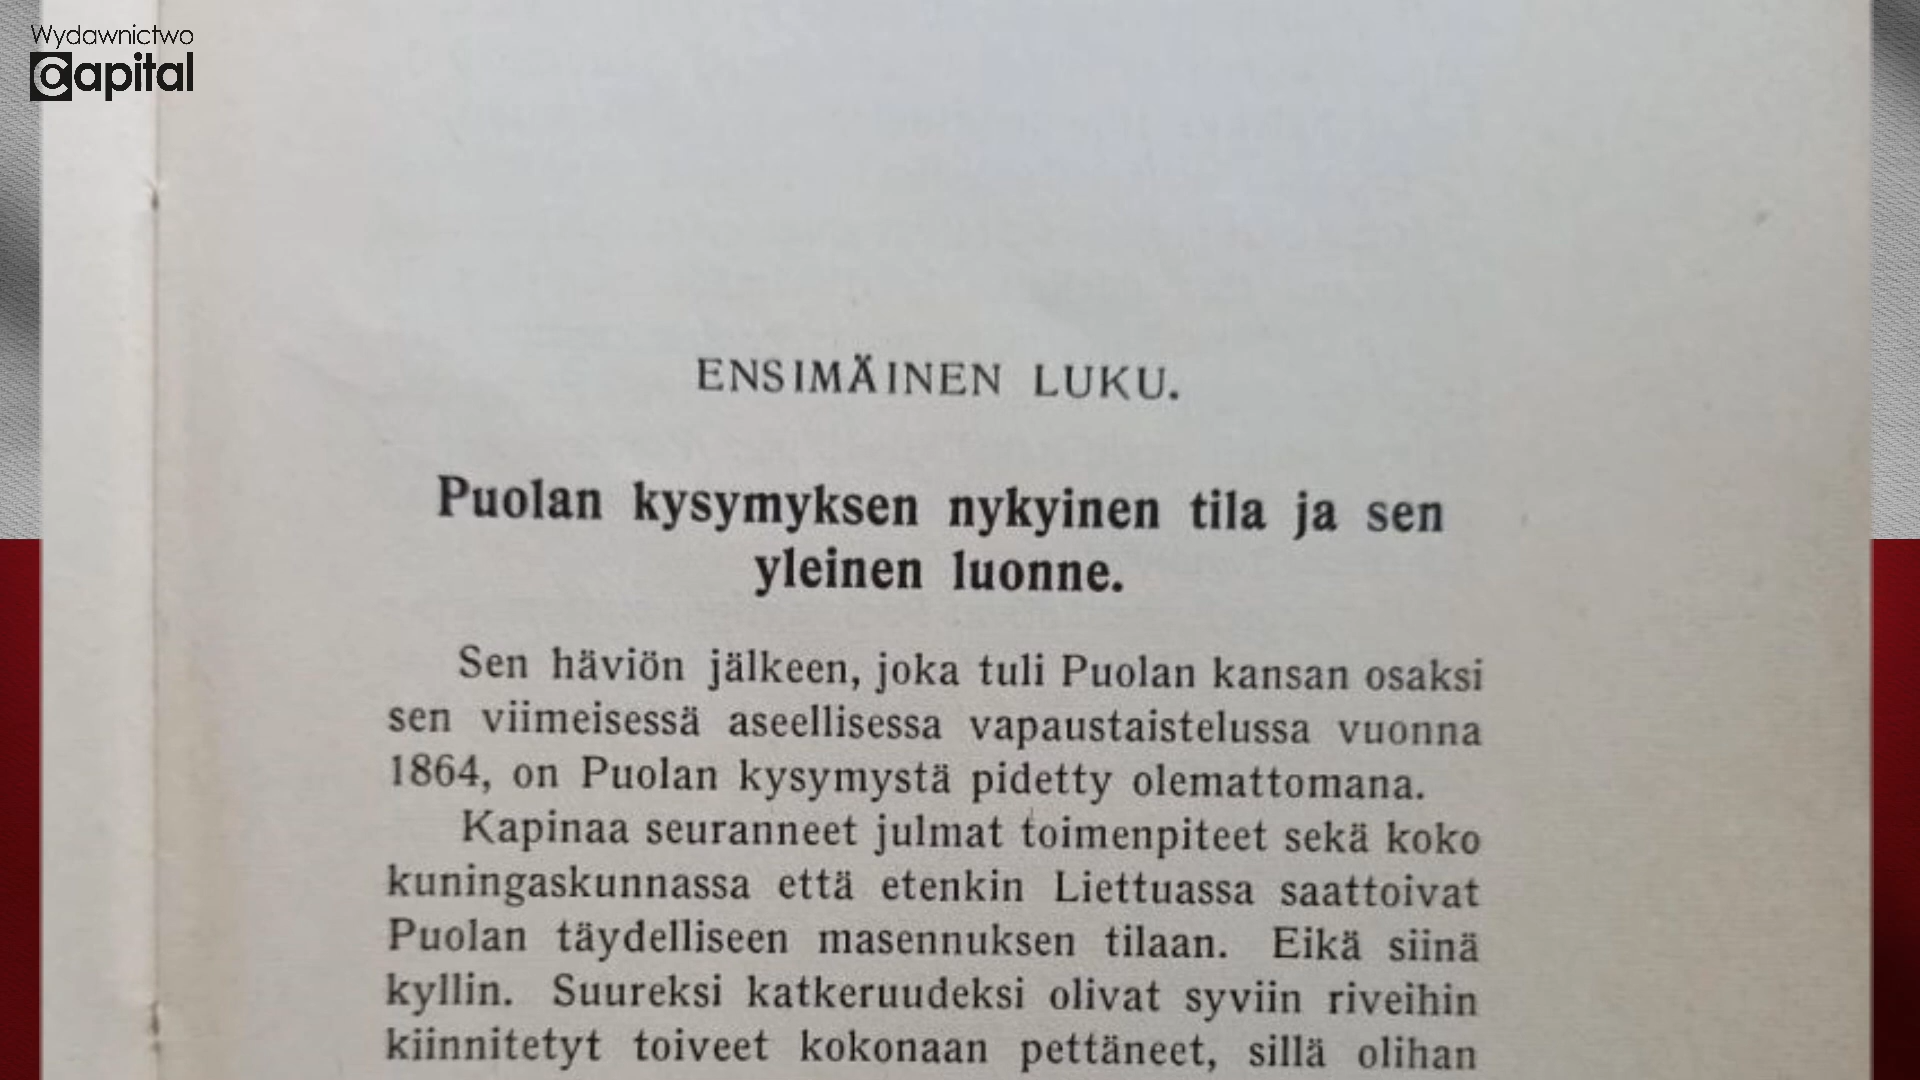 Wydawnictwo
Capital
ENSIMÄINEN LUKU.
Puolan kysymyksen nykyinen tila ja sen
yleinen luonne.
Sen häviön jälkeen, joka tuli Puolan kansan osaksi
sen viimeisessä aseellisessa vapaustaistelussa vuonna
1864, on Puolan kysymystä pidetty olemattomana.
Kapinaa seuranneet julmat toimenpiteet sekä koko
kuningaskunnassa että etenkin Liettuassa saattoivat
Puolan täydelliseen masennuksen tilaan. Eikä siinä
kyllin. Suureksi katkeruudeksi olivat syviin riveihin
kiinnitetyt toiveet kokonaan pettäneet, sillä olihan